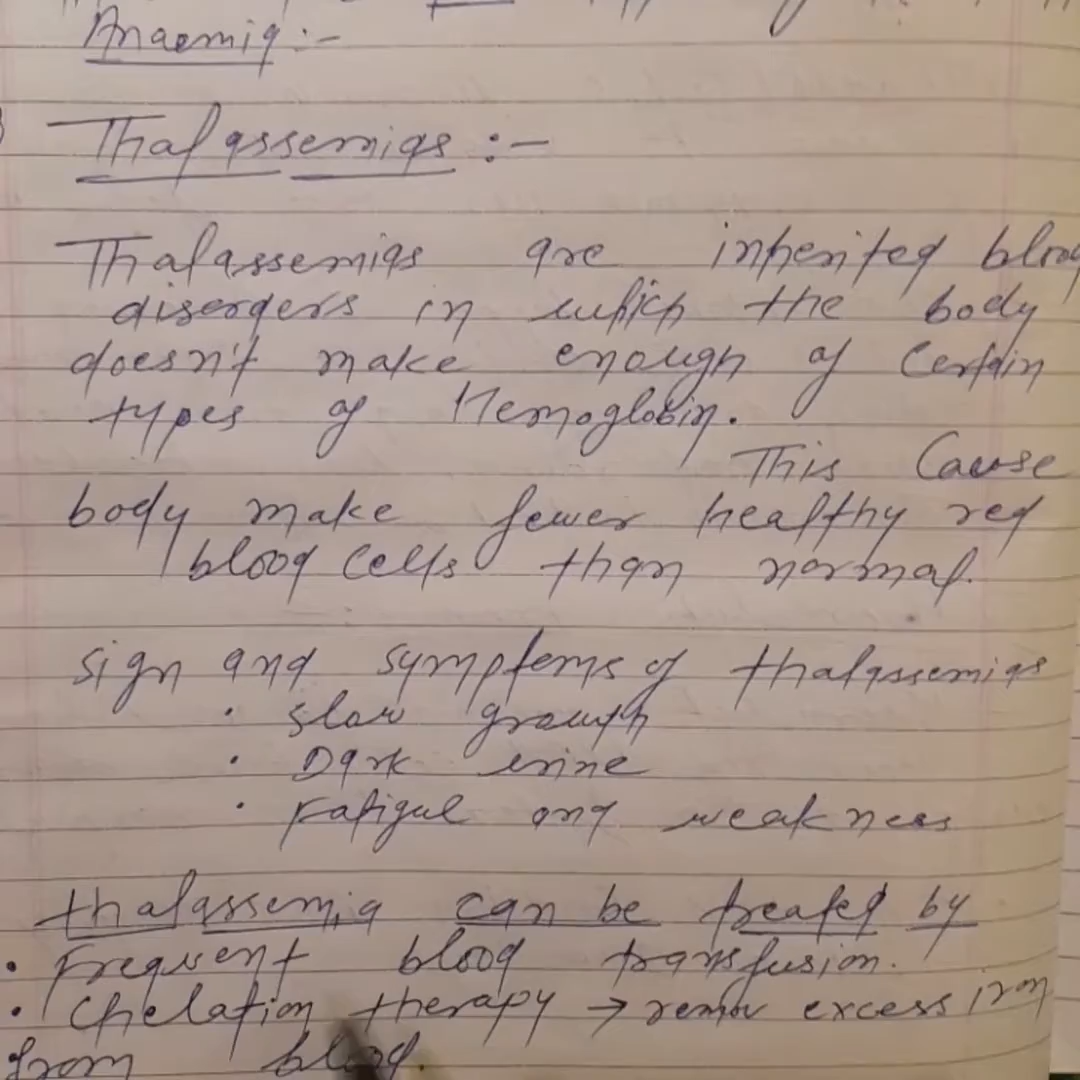 Anaemia :-
Thalassemias :-
Thalassemias are inherited blood
disorders in which the body
doesn't make enough of Certain
types of Hemoglobin.
This Cause
body make fewer healthy red
blood cells than normal.
sign and symptems of thalassemias
· slow growth
· Dark urine
· Fatigue and weakness
thalassemia can be treated by
· Frequent blood transfusion.
· Chelation therapy → remov excess iron
from blood.